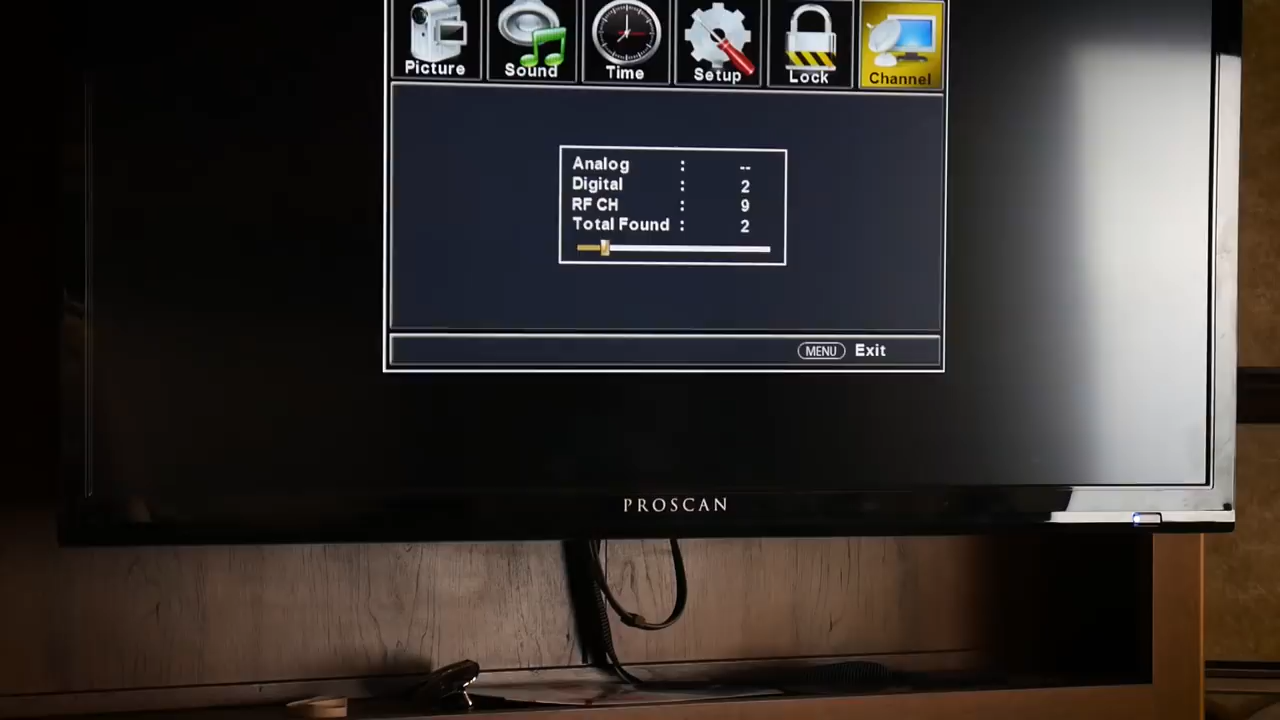 Picture Sound Time Setup Lock Channel
Analog : --
Digital : 2
RF CH : 9
Total Found : 2
MENU Exit
PROSCAN